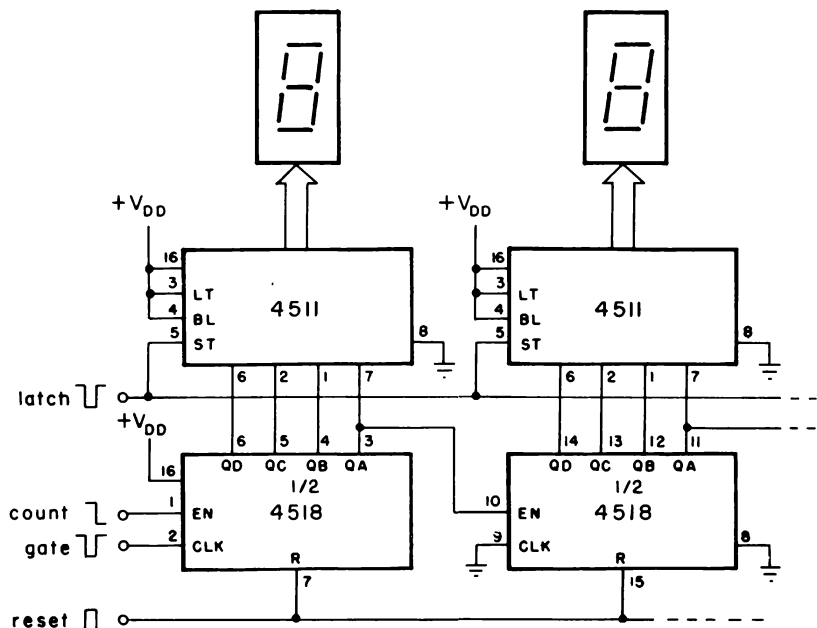 +VDD +VDD
16 16
3 LT 3 LT
4 BL 4511 4 BL 4511
5 ST 8 5 ST 8
6 2 1 7 6 2 1 7
latch
+VDD
6 5 4 3 14 13 12 11
QD QC QB QA QD QC QB QA
16 1/2 1/2
count 1 EN 4518 10 EN 4518
gate 2 CLK 9 CLK 8
R R
7 15
reset